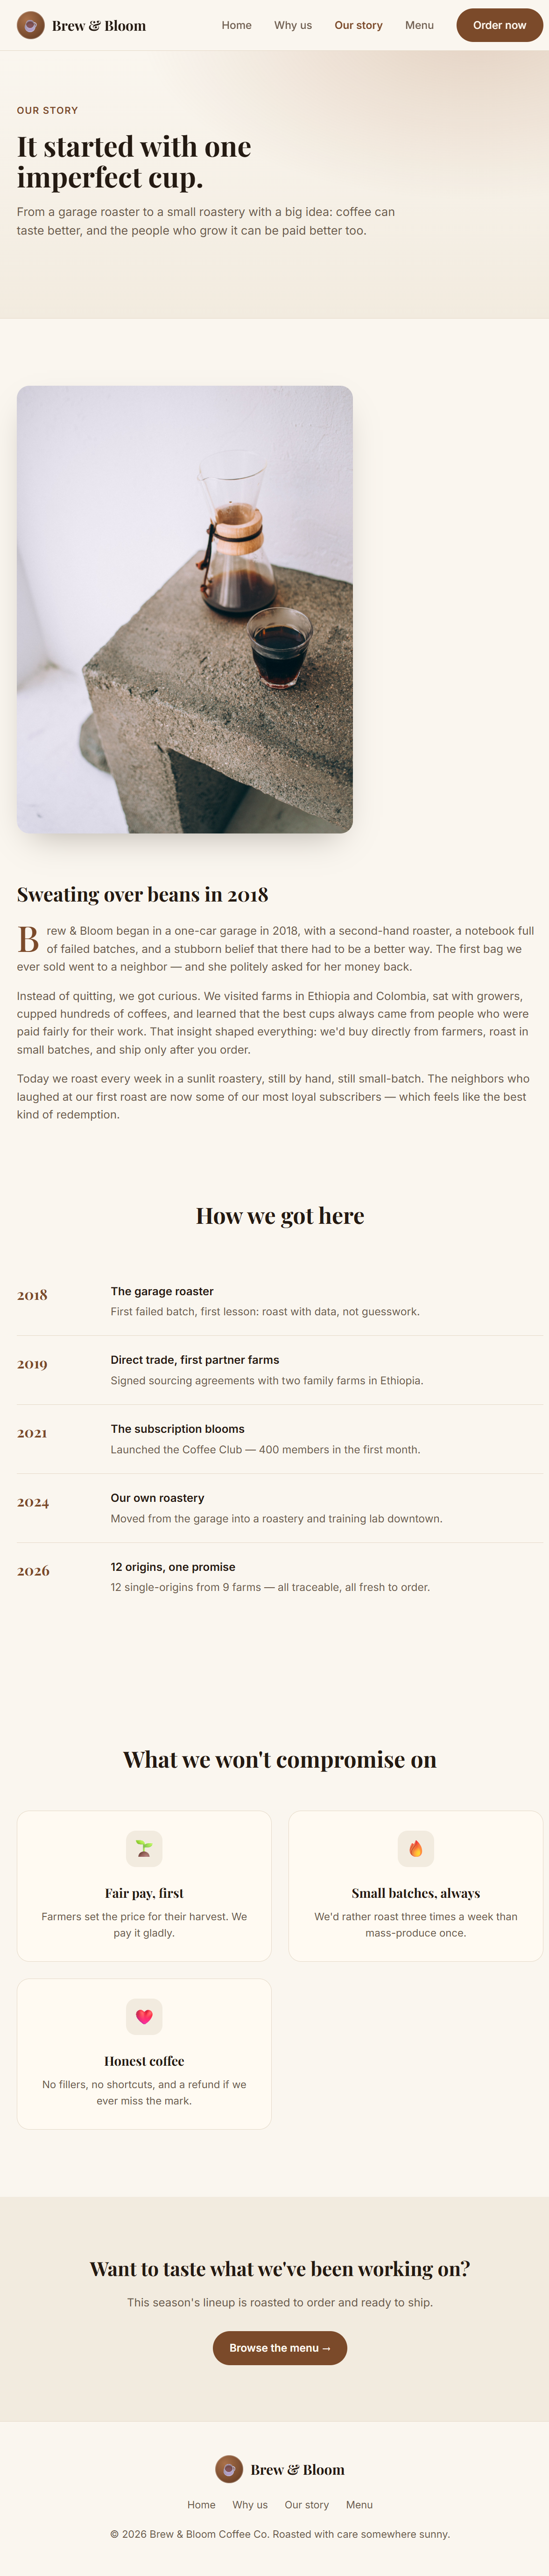 Brew & Bloom
Home Why us Our story Menu Order now
OUR STORY
It started with one
imperfect cup.
From a garage roaster to a small roastery with a big idea: coffee can
taste better, and the people who grow it can be paid better too.
Sweating over beans in 2018
Brew & Bloom began in a one-car garage in 2018, with a second-hand roaster, a notebook full
of failed batches, and a stubborn belief that there had to be a better way. The first bag we
ever sold went to a neighbor — and she politely asked for her money back.
Instead of quitting, we got curious. We visited farms in Ethiopia and Colombia, sat with growers,
cupped hundreds of coffees, and learned that the best cups always came from people who were
paid fairly for their work. That insight shaped everything: we'd buy directly from farmers, roast in
small batches, and ship only after you order.
Today we roast every week in a sunlit roastery, still by hand, still small-batch. The neighbors who
laughed at our first roast are now some of our most loyal subscribers — which feels like the best
kind of redemption.
How we got here
2018
The garage roaster
First failed batch, first lesson: roast with data, not guesswork.
2019
Direct trade, first partner farms
Signed sourcing agreements with two family farms in Ethiopia.
2021
The subscription blooms
Launched the Coffee Club — 400 members in the first month.
2024
Our own roastery
Moved from the garage into a roastery and training lab downtown.
2026
12 origins, one promise
12 single-origins from 9 farms — all traceable, all fresh to order.
What we won't compromise on
Fair pay, first
Farmers set the price for their harvest. We
pay it gladly.
Small batches, always
We'd rather roast three times a week than
mass-produce once.
Honest coffee
No fillers, no shortcuts, and a refund if we
ever miss the mark.
Want to taste what we've been working on?
This season's lineup is roasted to order and ready to ship.
Browse the menu →
Brew & Bloom
Home Why us Our story Menu
© 2026 Brew & Bloom Coffee Co. Roasted with care somewhere sunny.